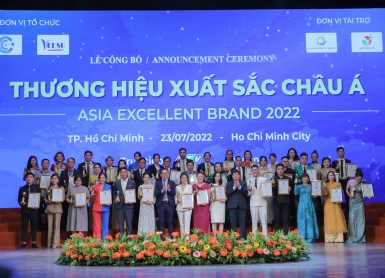 ĐƠN VỊ TỔ CHỨC
ĐƠN VỊ TÀI TRỢ
LỄ CÔNG BỐ / ANNOUNCEMENT CEREMONY
THƯƠNG HIỆU XUẤT SẮC CHÂU Á
ASIA EXCELLENT BRAND 2022
TP. Hồ Chí Minh - 23/07/2022 - Ho Chi Minh City